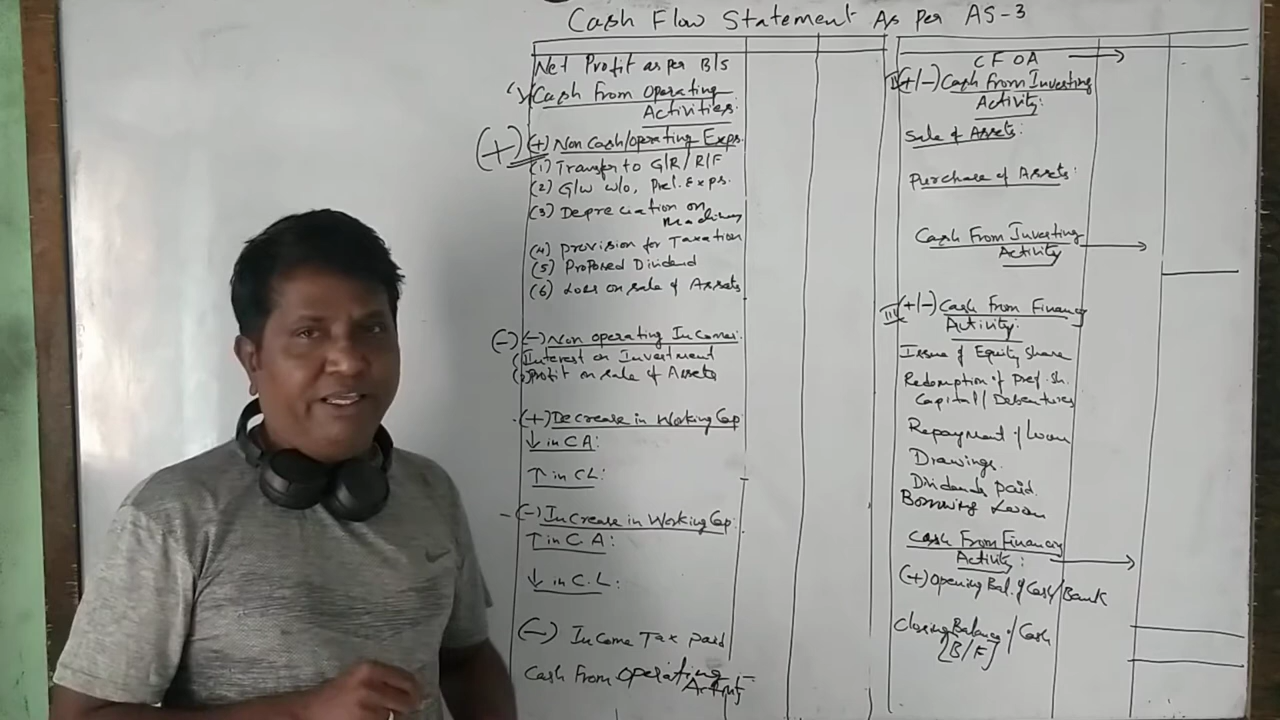 Cash Flow Statement As per AS-3
Net Profit as per B/S
Cash from Operating
Activities:
(+) (+) Non Cash/operating Exps.
(1) Transfer to G/R / R/F
(2) G/W w/o, Prel. Exps.
(3) Depreciation on
Machinery
(4) Provision for Taxation
(5) Proposed Dividend
(6) Loss on sale of Assets
(-) (-) Non operating Incomes:
Interest on Investment
Profit on sale of Assets
(+) Decrease in Working Cap
↓ in CA:
↑ in CL:
(-) Increase in Working Cap:
↑ in C.A:
↓ in C.L:
(-) Income Tax paid
Cash from operating
Activity
CFOA →
II (+/-) Cash from Investing
Activity:
Sale of Assets:
Purchase of Assets:
Cash From Investing →
Activity
III (+/-) Cash from Financy
Activity:
Issue of Equity Share
Redemption of Pref. Sh.
Capital / Debentures
Repayment of Loan
Drawings.
Dividends paid.
Borrowing Loan
Cash From Financing
Activity: →
(+) Opening Bal. of Cash/Bank
Closing Balance of Cash
[B/F]